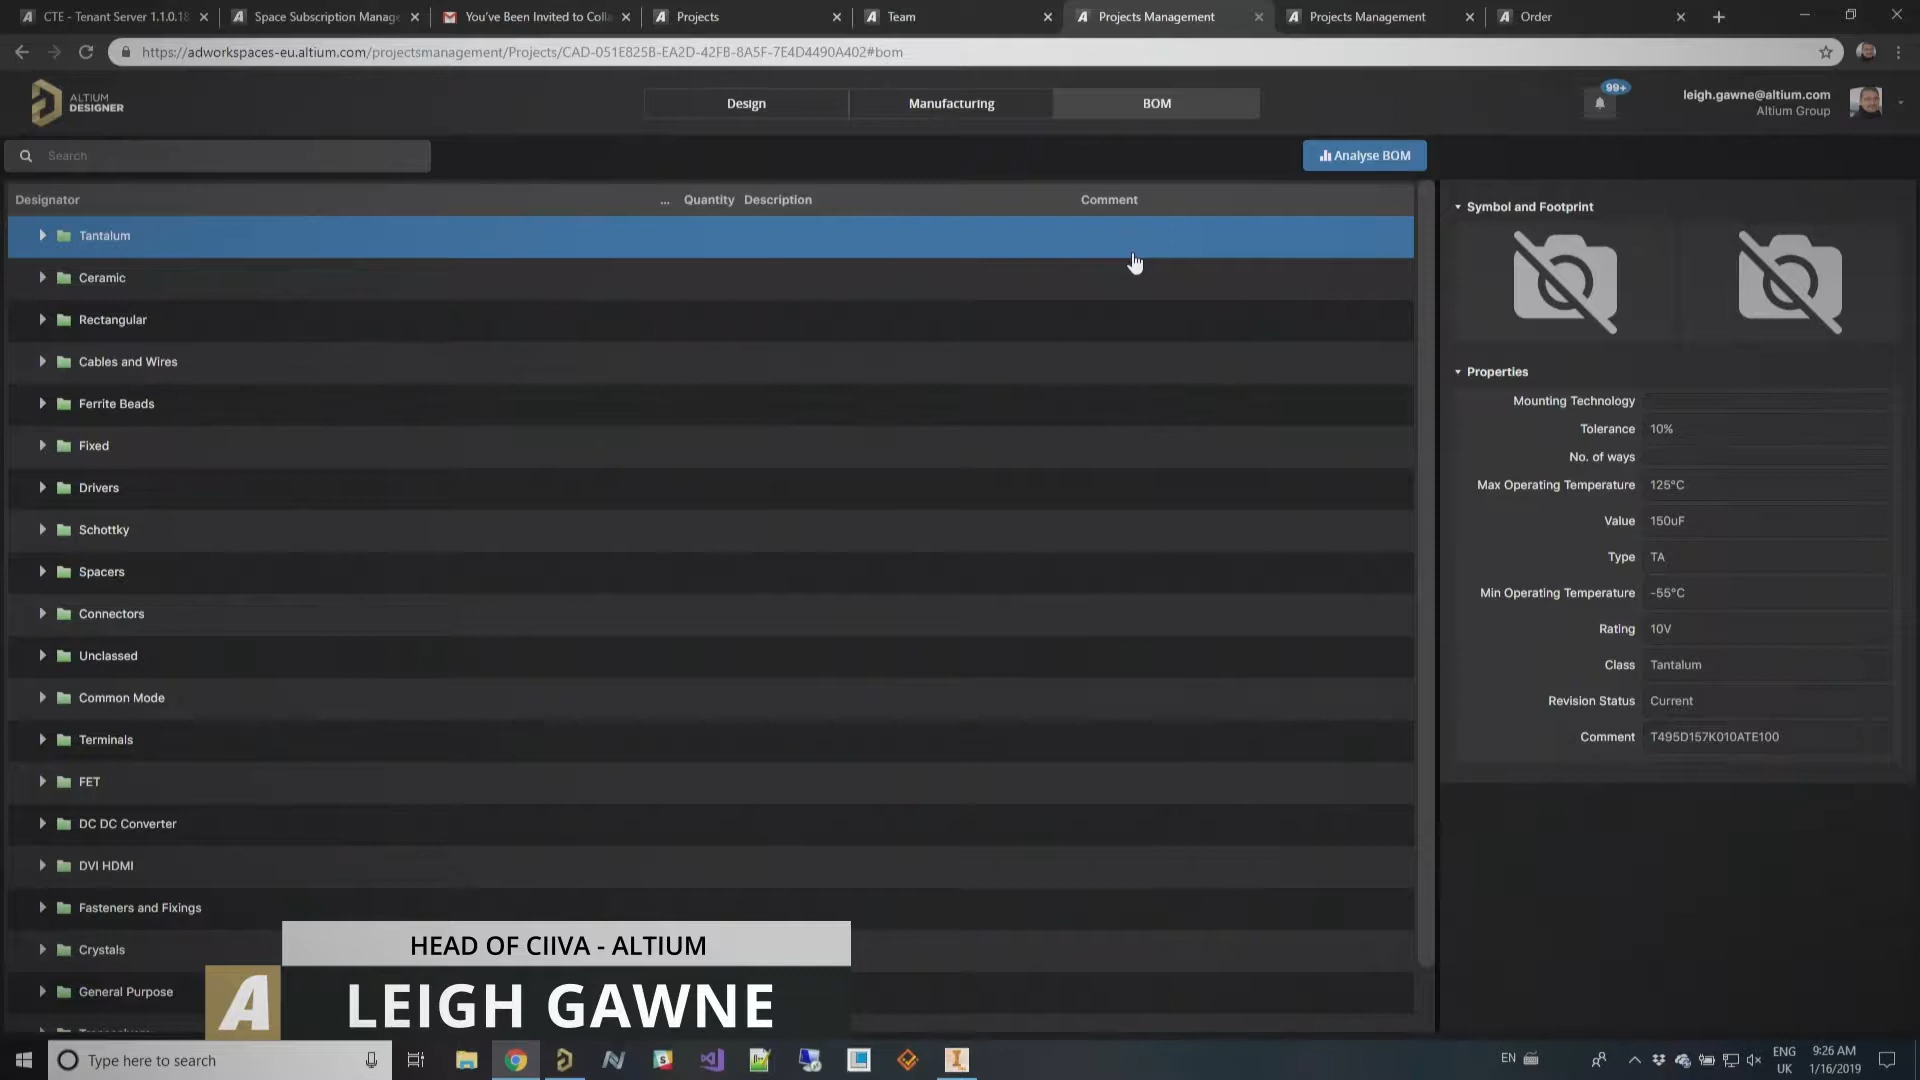 CTE - Tenant Server 1.1.0.18
Space Subscription Manage
You've Been Invited to Colla
Projects
Team
Projects Management
Projects Management
Order
https://adworkspaces-eu.altium.com/projectsmanagement/Projects/CAD-051E825B-EA2D-42FB-8A5F-7E4D4490A402#bom
ALTIUM
DESIGNER
Design
Manufacturing
BOM
99+
leigh.gawne@altium.com
Altium Group
Search
Analyse BOM
Designator
...
Quantity
Description
Comment
Tantalum
Ceramic
Rectangular
Cables and Wires
Ferrite Beads
Fixed
Drivers
Schottky
Spacers
Connectors
Unclassed
Common Mode
Terminals
FET
DC DC Converter
DVI HDMI
Fasteners and Fixings
Crystals
General Purpose
Symbol and Footprint
Properties
Mounting Technology
Tolerance 10%
No. of ways
Max Operating Temperature 125°C
Value 150uF
Type TA
Min Operating Temperature -55°C
Rating 10V
Class Tantalum
Revision Status Current
Comment T495D157K010ATE100
HEAD OF CIIVA - ALTIUM
A
LEIGH GAWNE
Type here to search
EN
ENG
UK
9:26 AM
1/16/2019